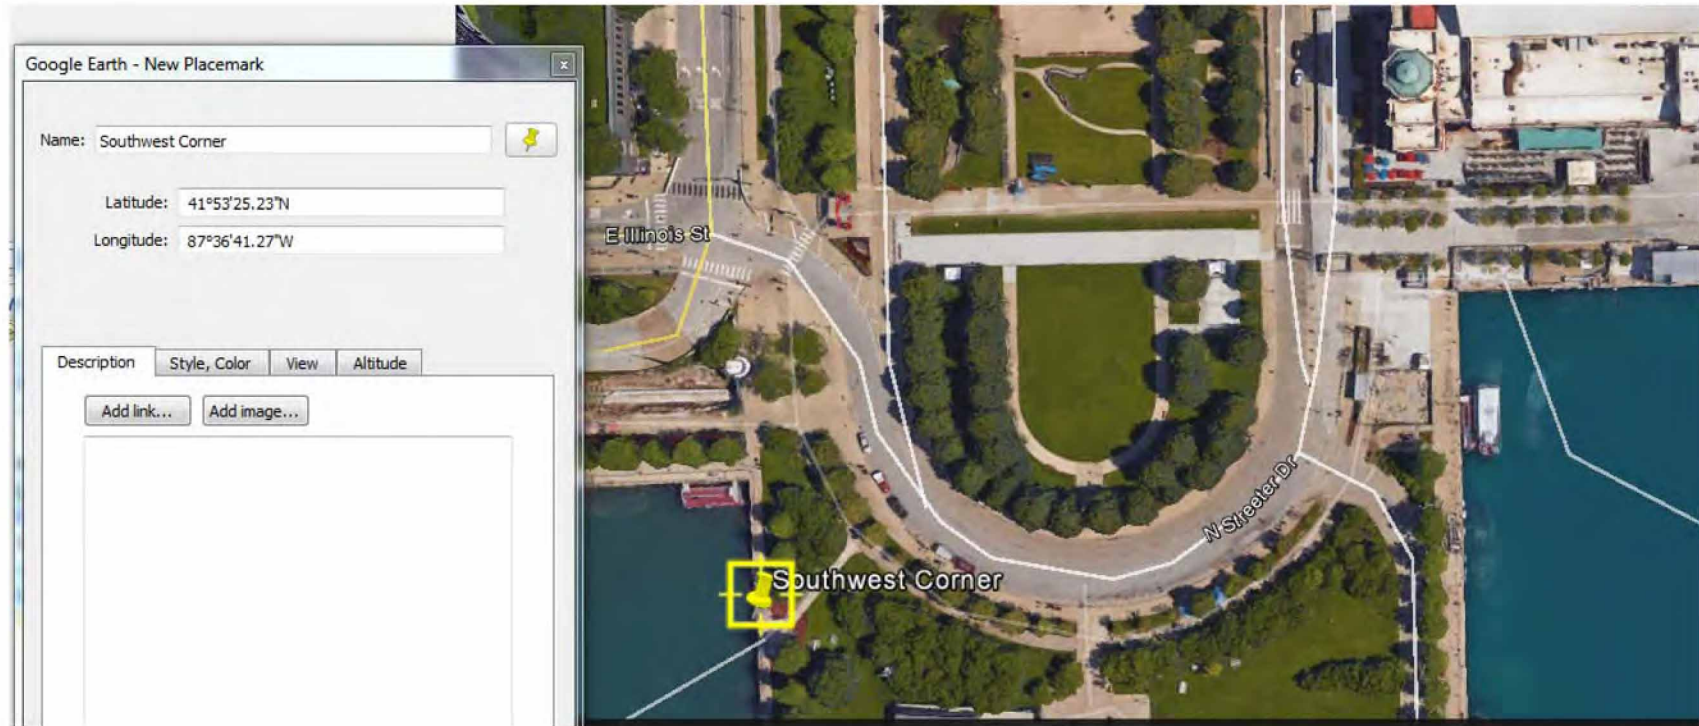 Google Earth - New Placemark
x
Name: Southwest Corner
Latitude: 41°53'25.23"N
Longitude: 87°36'41.27"W
Description Style, Color View Altitude
Add link... Add image...
E Illinois St
N Streeter Dr
Southwest Corner